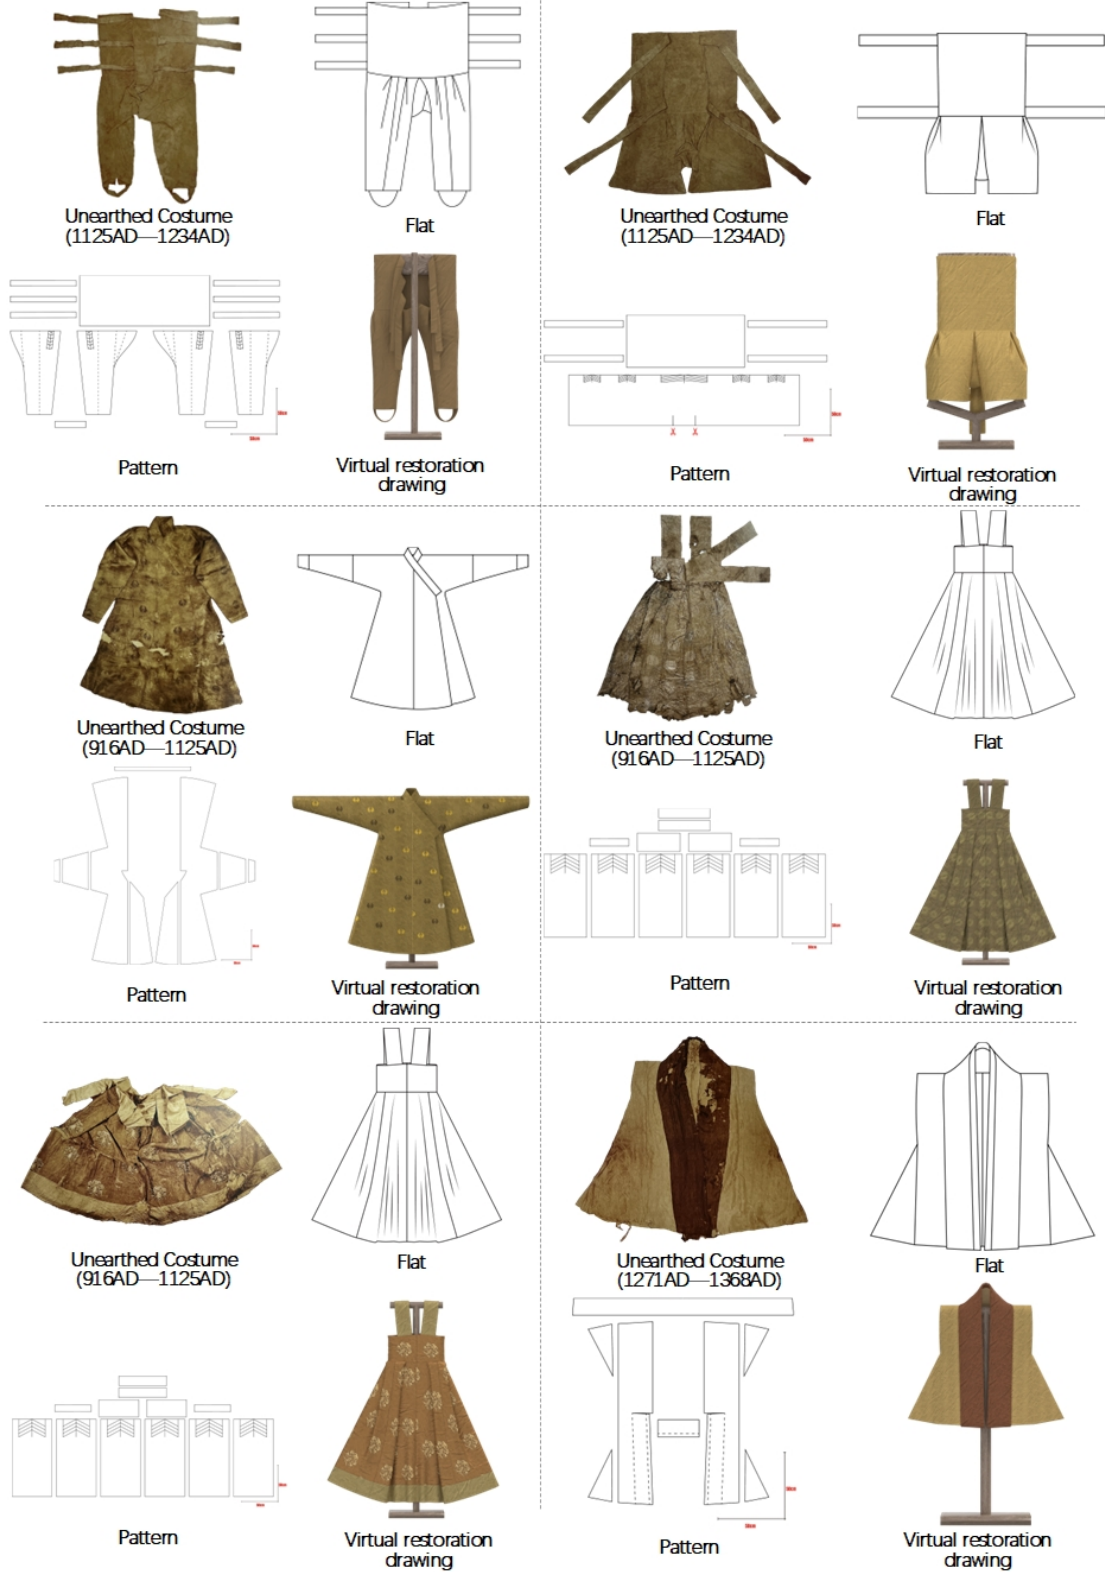 Unearthed Costume
(1125AD—1234AD)
Flat
Pattern
Virtual restoration
drawing
Unearthed Costume
(1125AD—1234AD)
Flat
Pattern
Virtual restoration
drawing
Unearthed Costume
(916AD—1125AD)
Flat
Pattern
Virtual restoration
drawing
Unearthed Costume
(916AD—1125AD)
Flat
Pattern
Virtual restoration
drawing
Unearthed Costume
(916AD—1125AD)
Flat
Pattern
Virtual restoration
drawing
Unearthed Costume
(1271AD—1368AD)
Flat
Pattern
Virtual restoration
drawing